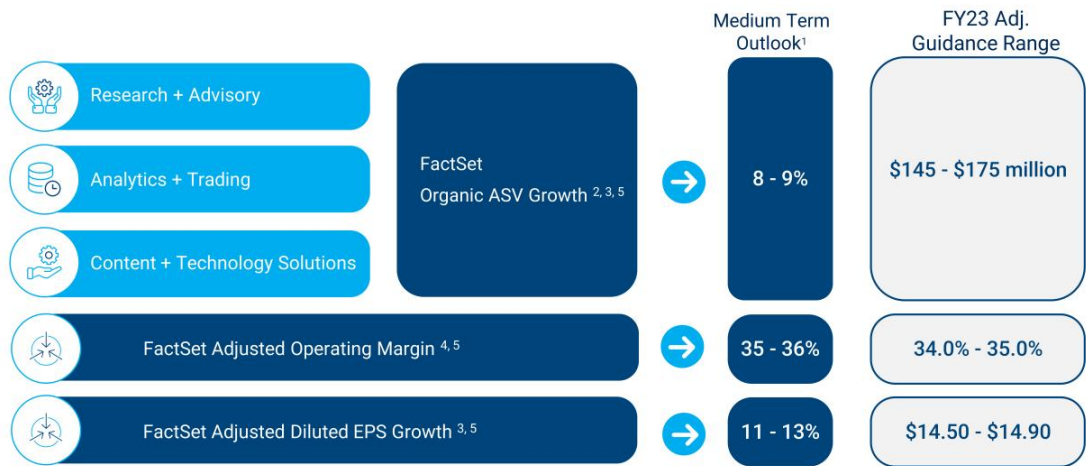 Medium Term
Outlook¹
FY23 Adj.
Guidance Range
Research + Advisory
Analytics + Trading
Content + Technology Solutions
FactSet
Organic ASV Growth ²,³,⁵
8 - 9%
$145 - $175 million
FactSet Adjusted Operating Margin ⁴,⁵
35 - 36%
34.0% - 35.0%
FactSet Adjusted Diluted EPS Growth ³,⁵
11 - 13%
$14.50 - $14.90